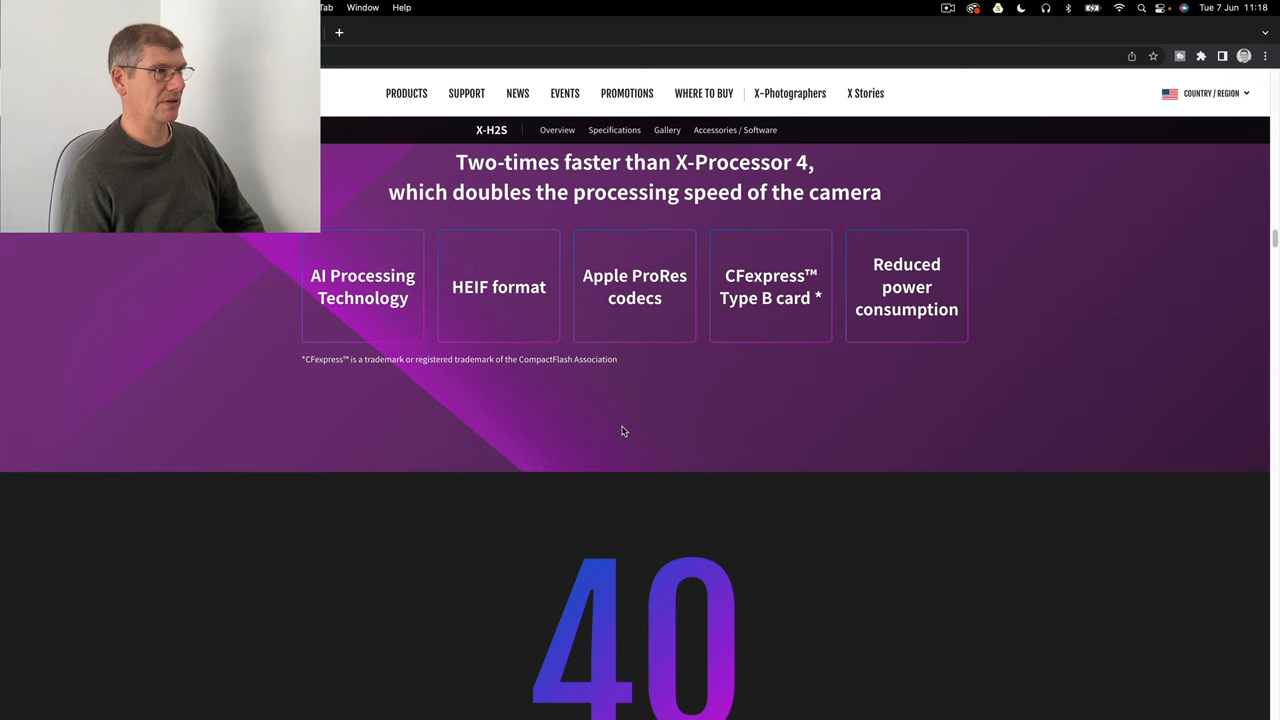 Tab Window Help Tue 7 Jun 11:18
PRODUCTS SUPPORT NEWS EVENTS PROMOTIONS WHERE TO BUY X-Photographers X Stories COUNTRY / REGION
X-H2S Overview Specifications Gallery Accessories / Software
Two-times faster than X-Processor 4,
which doubles the processing speed of the camera
AI Processing
Technology
HEIF format
Apple ProRes
codecs
CFexpress™
Type B card *
Reduced
power
consumption
*CFexpress™ is a trademark or registered trademark of the CompactFlash Association
40